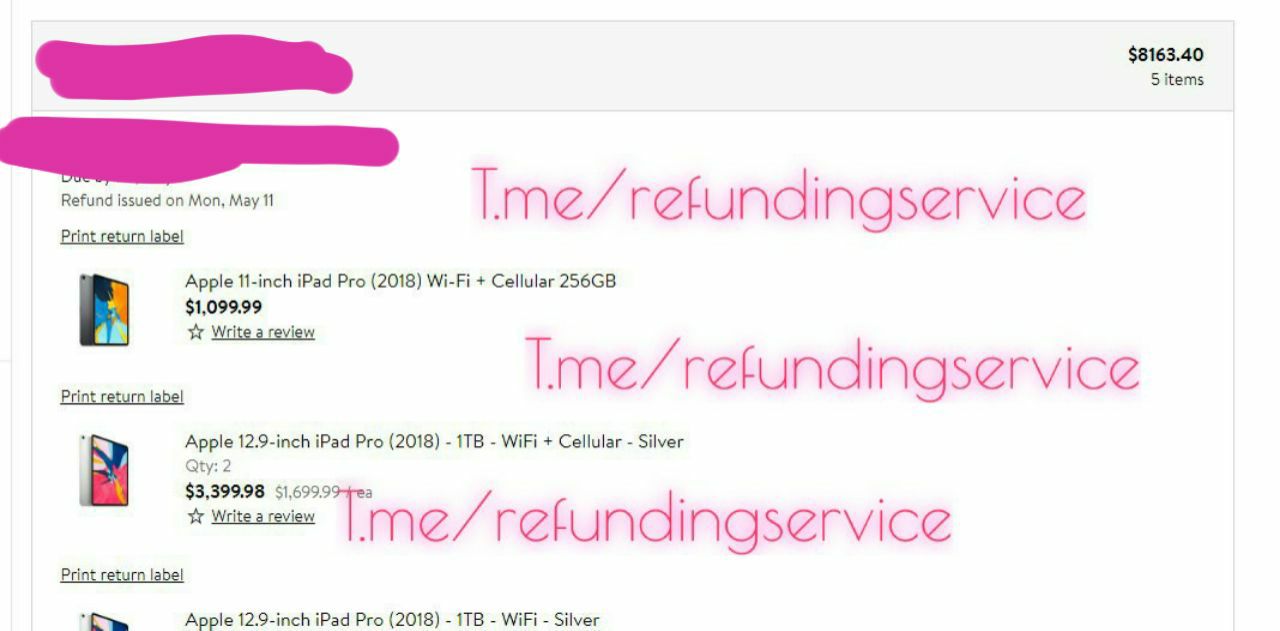 $8163.40
5 items
Refund issued on Mon, May 11
T.me/refundingservice
Print return label
Apple 11-inch iPad Pro (2018) Wi-Fi + Cellular 256GB
$1,099.99
☆ Write a review
T.me/refundingservice
Print return label
Apple 12.9-inch iPad Pro (2018) - 1TB - WiFi + Cellular - Silver
Qty: 2
$3,399.98 $1,699.99 / ea
☆ Write a review
T.me/refundingservice
Print return label
Apple 12.9-inch iPad Pro (2018) - 1TB - WiFi - Silver